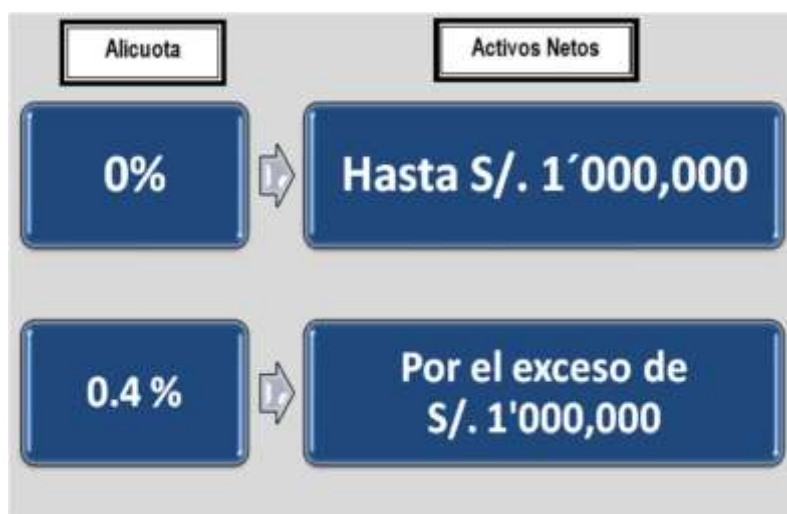 Alicuota
Activos Netos
0%
Hasta S/. 1´000,000
0.4 %
Por el exceso de
S/. 1'000,000